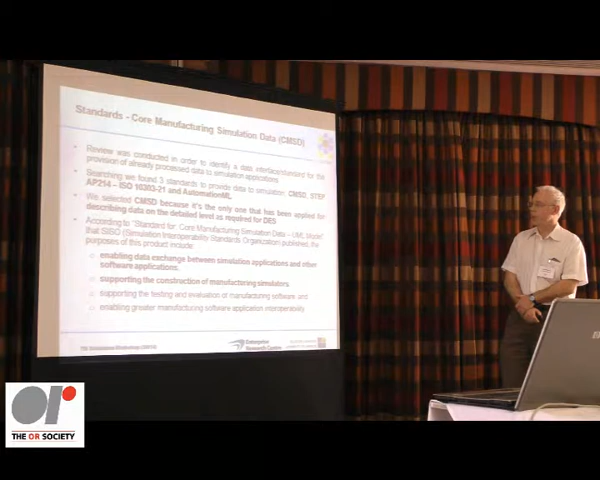 Standards - Core Manufacturing Simulation Data (CMSD)
Review was conducted in order to identify a data interface/standard for the
provision of already processed data to simulation applications.
Searching we found 3 standards to provide data to simulation: CMSD, STEP
AP214 – ISO 10303-21 and AutomationML
We selected CMSD because it's the only one that has been applied for
describing data on the detailed level as required for DES
According to "Standard for: Core Manufacturing Simulation Data – UML
that SISO (Simulation Interoperability Standards Organization) published, the
purposes of this product include:
enabling data exchange between simulation applications and other
software applications.
supporting the construction of manufacturing simulators,
supporting the testing and evaluation of manufacturing software, and
enabling greater manufacturing software application interoperability
Simulation Workshop
Enterprise
Research Centre
THE OR SOCIETY